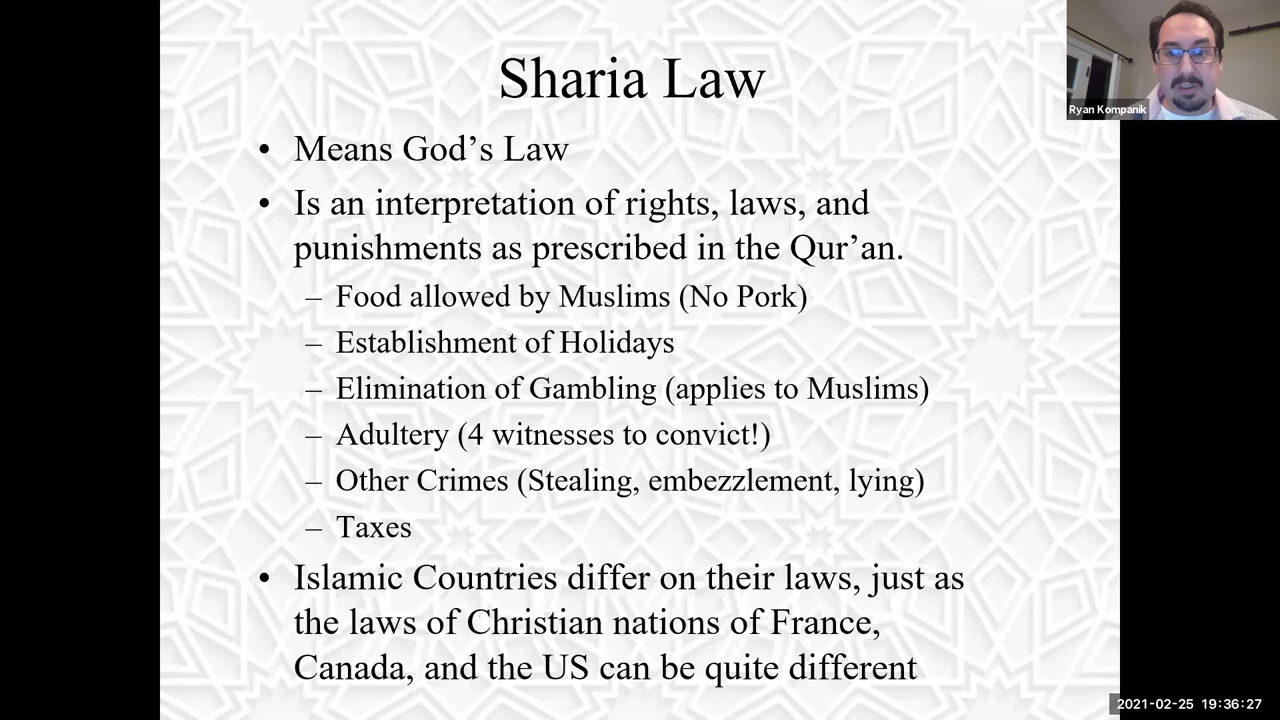 Sharia Law
Ryan Kompanik
• Means God's Law
• Is an interpretation of rights, laws, and
punishments as prescribed in the Qur'an.
– Food allowed by Muslims (No Pork)
– Establishment of Holidays
– Elimination of Gambling (applies to Muslims)
– Adultery (4 witnesses to convict!)
– Other Crimes (Stealing, embezzlement, lying)
– Taxes
• Islamic Countries differ on their laws, just as
the laws of Christian nations of France,
Canada, and the US can be quite different
2021-02-25 19:36:27